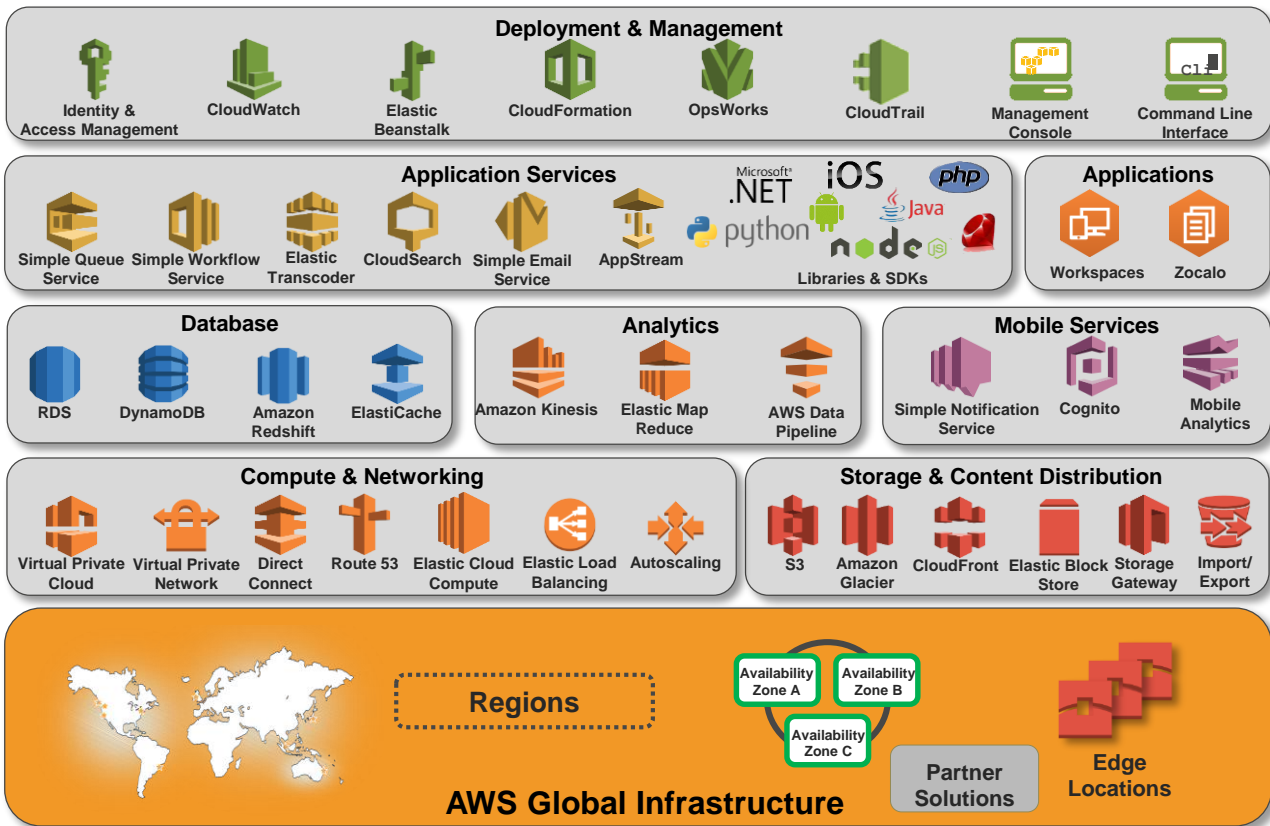 Deployment & Management
Identity &
Access Management
CloudWatch
Elastic
Beanstalk
CloudFormation
OpsWorks
CloudTrail
Management
Console
Cli
Command Line
Interface
Application Services
Simple Queue
Service
Simple Workflow
Service
Elastic
Transcoder
CloudSearch
Simple Email
Service
AppStream
Microsoft®
.NET
iOS
php
python
Java
node
JS
Libraries & SDKs
Applications
Workspaces
Zocalo
Database
RDS
DynamoDB
Amazon
Redshift
ElastiCache
Analytics
Amazon Kinesis
Elastic Map
Reduce
AWS Data
Pipeline
Mobile Services
Simple Notification
Service
Cognito
Mobile
Analytics
Compute & Networking
Virtual Private
Cloud
Virtual Private
Network
Direct
Connect
Route 53
Elastic Cloud
Compute
Elastic Load
Balancing
Autoscaling
Storage & Content Distribution
S3
Amazon
Glacier
CloudFront
Elastic Block
Store
Storage
Gateway
Import/
Export
Regions
Availability
Zone A
Availability
Zone B
Availability
Zone C
Partner
Solutions
Edge
Locations
AWS Global Infrastructure